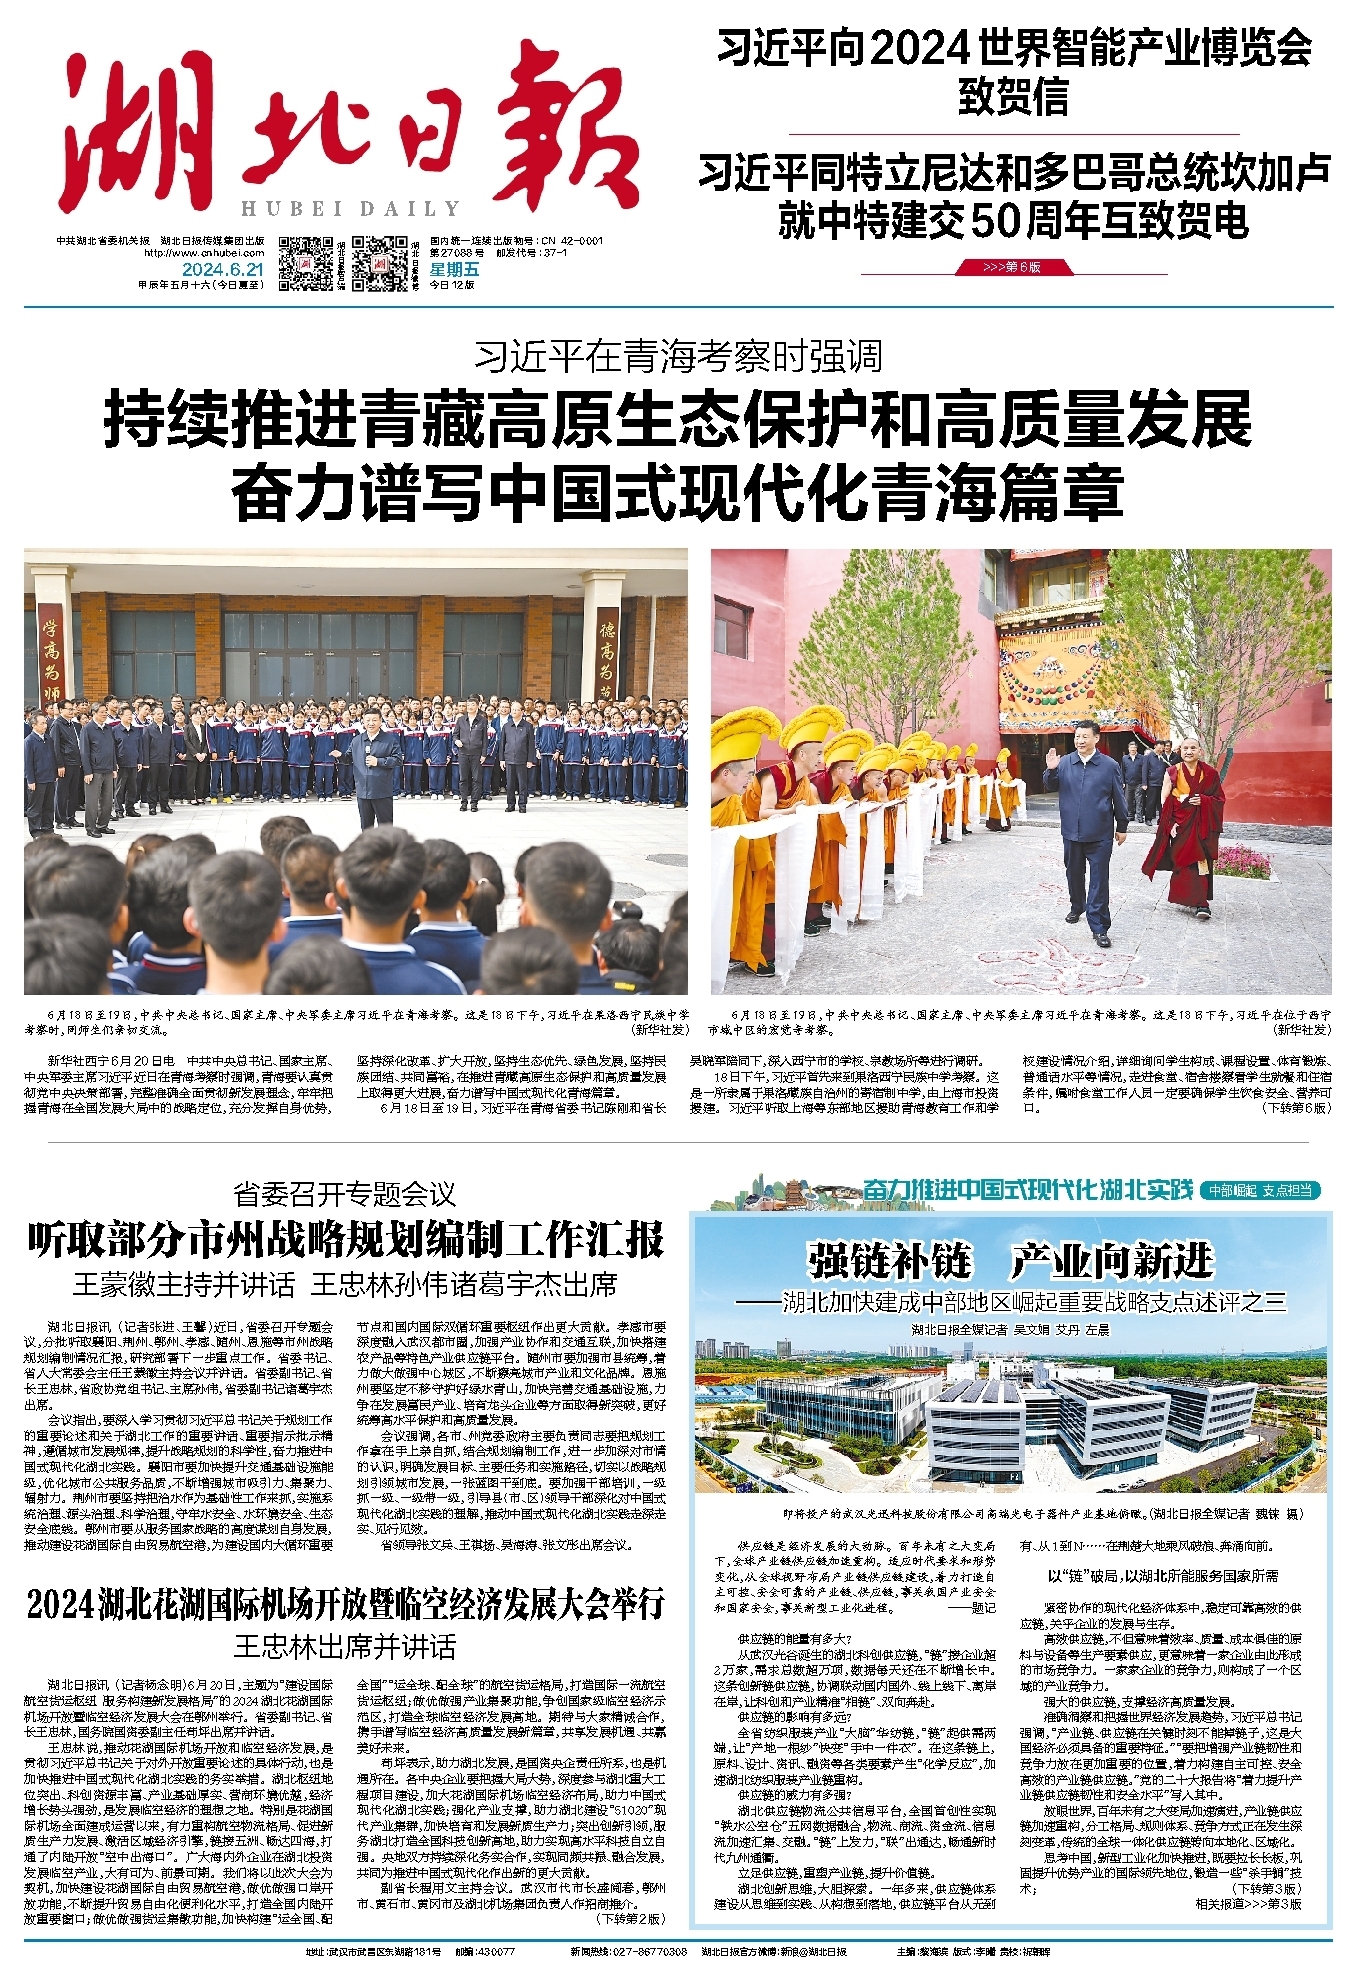 湖北日報
HUBEI DAILY
中共湖北省委机关报 湖北日报传媒集团出版
http://www.cnhubei.com
2024.6.21
甲辰年五月十六(今日夏至)
国内统一连续出版物号:CN 42-0001
第27088号 邮发代号:37-1
星期五
今日12版
习近平向2024世界智能产业博览会
致贺信
习近平同特立尼达和多巴哥总统坎加卢
就中特建交50周年互致贺电
>>>第6版
习近平在青海考察时强调
持续推进青藏高原生态保护和高质量发展
奋力谱写中国式现代化青海篇章
学高为师
德高为范
6月18日至19日,中共中央总书记、国家主席、中央军委主席习近平在青海考察。这是18日下午,习近平在果洛西宁民族中学
考察时,同师生们亲切交流。 (新华社发)
6月18日至19日,中共中央总书记、国家主席、中央军委主席习近平在青海考察。这是18日下午,习近平在位于西宁
市城中区的宏觉寺考察。 (新华社发)
新华社西宁6月20日电 中共中央总书记、国家主席、
中央军委主席习近平近日在青海考察时强调,青海要认真贯
彻党中央决策部署,完整准确全面贯彻新发展理念,牢牢把
握青海在全国发展大局中的战略定位,充分发挥自身优势,
坚持深化改革、扩大开放,坚持生态优先、绿色发展,坚持民
族团结、共同富裕,在推进青藏高原生态保护和高质量发展
上取得更大进展,奋力谱写中国式现代化青海篇章。
6月18日至19日,习近平在青海省委书记陈刚和省长
吴晓军陪同下,深入西宁市的学校、宗教场所等进行调研。
18日下午,习近平首先来到果洛西宁民族中学考察。这
是一所隶属于果洛藏族自治州的寄宿制中学,由上海市投资
援建。习近平听取上海等东部地区援助青海教育工作和学
校建设情况介绍,详细询问学生构成、课程设置、体育锻炼、
普通话水平等情况,走进食堂、宿舍楼察看学生就餐和住宿
条件,嘱咐食堂工作人员一定要确保学生饮食安全、营养可
口。 (下转第6版)
省委召开专题会议
听取部分市州战略规划编制工作汇报
王蒙徽主持并讲话 王忠林孙伟诸葛宇杰出席
湖北日报讯(记者张进、王馨)近日,省委召开专题会
议,分批听取襄阳、荆州、鄂州、孝感、随州、恩施等市州战略
规划编制情况汇报,研究部署下一步重点工作。省委书记、
省人大常委会主任王蒙徽主持会议并讲话。省委副书记、省
长王忠林,省政协党组书记、主席孙伟,省委副书记诸葛宇杰
出席。
会议指出,要深入学习贯彻习近平总书记关于规划工作
的重要论述和关于湖北工作的重要讲话、重要指示批示精
神,遵循城市发展规律,提升战略规划的科学性,奋力推进中
国式现代化湖北实践。襄阳市要加快提升交通基础设施能
级,优化城市公共服务品质,不断增强城市吸引力、集聚力、
辐射力。荆州市要坚持把治水作为基础性工作来抓,实施系
统治理、源头治理、科学治理,守牢水安全、水环境安全、生态
安全底线。鄂州市要从服务国家战略的高度谋划自身发展,
推动建设花湖国际自由贸易航空港,为建设国内大循环重要
节点和国内国际双循环重要枢纽作出更大贡献。孝感市要
深度融入武汉都市圈,加强产业协作和交通互联,加快搭建
农产品等特色产业供应链平台。随州市要加强市县统筹,着
力做大做强中心城区,不断擦亮城市产业和文化品牌。恩施
州要坚定不移守护好绿水青山,加快完善交通基础设施,力
争在发展富民产业、培育龙头企业等方面取得新突破,更好
统筹高水平保护和高质量发展。
会议强调,各市、州党委政府主要负责同志要把规划工
作拿在手上亲自抓,结合规划编制工作,进一步加深对市情
的认识,明确发展目标、主要任务和实施路径,切实以战略规
划引领城市发展,一张蓝图干到底。要加强干部培训,一级
抓一级、一级带一级,引导县(市、区)领导干部深化对中国式
现代化湖北实践的理解,推动中国式现代化湖北实践走深走
实、见行见效。
省领导张文兵、王祺扬、吴海涛、张文彤出席会议。
2024湖北花湖国际机场开放暨临空经济发展大会举行
王忠林出席并讲话
湖北日报讯(记者杨念明)6月20日,主题为“建设国际
航空货运枢纽 服务构建新发展格局”的2024湖北花湖国际
机场开放暨临空经济发展大会在鄂州举行。省委副书记、省
长王忠林,国务院国资委副主任苟坪出席并讲话。
王忠林说,推动花湖国际机场开放和临空经济发展,是
贯彻习近平总书记关于对外开放重要论述的具体行动,也是
加快推进中国式现代化湖北实践的务实举措。湖北枢纽地
位突出、科创资源丰富、产业基础厚实、营商环境优越,经济
增长势头强劲,是发展临空经济的理想之地。特别是花湖国
际机场全面建成运营以来,有力重构航空物流格局、促进新
质生产力发展、激活区域经济引擎,链接五洲、畅达四海,打
通了内陆开放“空中出海口”。广大海内外企业在湖北投资
发展临空产业,大有可为、前景可期。我们将以此次大会为
契机,加快建设花湖国际自由贸易航空港,做优做强口岸开
放功能,不断提升贸易自由化便利化水平,打造全国内陆开
放重要窗口;做优做强货运集散功能,加快构建“运全国、配
全国”“运全球、配全球”的航空货运格局,打造国际一流航空
货运枢纽;做优做强产业集聚功能,争创国家级临空经济示
范区,打造全球临空经济发展高地。期待与大家精诚合作,
携手谱写临空经济高质量发展新篇章,共享发展机遇、共赢
美好未来。
苟坪表示,助力湖北发展,是国资央企责任所系,也是机
遇所在。各中央企业要把握大局大势,深度参与湖北重大工
程项目建设,加大花湖国际机场临空经济布局,助力中国式
现代化湖北实践;强化产业支撑,助力湖北建设“51020”现
代产业集群,加快培育和发展新质生产力;突出创新引领,服
务湖北打造全国科技创新高地,助力实现高水平科技自立自
强。央地双方持续深化务实合作,实现同频共振、融合发展,
共同为推进中国式现代化作出新的更大贡献。
副省长程用文主持会议。武汉市代市长盛阅春,鄂州
市、黄石市、黄冈市及湖北机场集团负责人作招商推介。
(下转第2版)
奋力推进中国式现代化湖北实践 中部崛起 支点担当
强链补链 产业向新进
——湖北加快建成中部地区崛起重要战略支点述评之三
湖北日报全媒记者 吴文娟 艾丹 左晨
即将投产的武汉光迅科技股份有限公司高端光电子器件产业基地俯瞰。(湖北日报全媒记者 魏铼 摄)
供应链是经济发展的大动脉。百年未有之大变局
下,全球产业链供应链加速重构。适应时代要求和形势
变化,从全球视野布局产业链供应链建设,着力打造自
主可控、安全可靠的产业链、供应链,事关我国产业安全
和国家安全,事关新型工业化进程。 ——题记
供应链的能量有多大?
从武汉光谷诞生的湖北科创供应链,“链”接企业超
2万家,需求总数超万项,数据每天还在不断增长中。
这条创新链供应链,协调联动国内国外、线上线下、离岸
在岸,让科创和产业精准“相链”、双向奔赴。
供应链的影响有多远?
全省纺织服装产业“大脑”华纺链,“链”起供需两
端,让“产地一根纱”快变“手中一件衣”。在这条链上,
原料、设计、资讯、融资等各类要素产生“化学反应”,加
速湖北纺织服装产业链重构。
供应链的威力有多强?
湖北供应链物流公共信息平台,全国首创性实现
“铁水公空仓”五网数据融合,物流、商流、资金流、信息
流加速汇集、交融。“链”上发力,“联”出通达,畅通新时
代九州通衢。
立足供应链,重塑产业链,提升价值链。
湖北创新思维,大胆探索。一年多来,供应链体系
建设从思维到实践、从构想到落地,供应链平台从无到
有、从1到N……在荆楚大地乘风破浪、奔涌向前。
以“链”破局,以湖北所能服务国家所需
紧密协作的现代化经济体系中,稳定可靠高效的供
应链,关乎企业的发展与生存。
高效供应链,不但意味着效率、质量、成本俱佳的原
料与设备等生产要素供应,更意味着一家企业由此形成
的市场竞争力。一家家企业的竞争力,则构成了一个区
域的产业竞争力。
强大的供应链,支撑经济高质量发展。
准确洞察和把握世界经济发展趋势,习近平总书记
强调,“产业链、供应链在关键时刻不能掉链子,这是大
国经济必须具备的重要特征。”“要把增强产业链韧性和
竞争力放在更加重要的位置,着力构建自主可控、安全
高效的产业链供应链。”党的二十大报告将“着力提升产
业链供应链韧性和安全水平”写入其中。
放眼世界,百年未有之大变局加速演进,产业链供应
链加速重构,分工格局、规则体系、竞争方式正在发生深
刻变革,传统的全球一体化供应链转向本地化、区域化。
思考中国,新型工业化加快推进,既要拉长长板,巩
固提升优势产业的国际领先地位,锻造一些“杀手锏”技
术; (下转第3版)
相关报道>>>第3版
地址:武汉市武昌区东湖路181号 邮编:430077 新闻热线:027-86770308 湖北日报官方微博:新浪@湖北日报 主编:黎海滨 版式:李曙 责校:祝朝晖